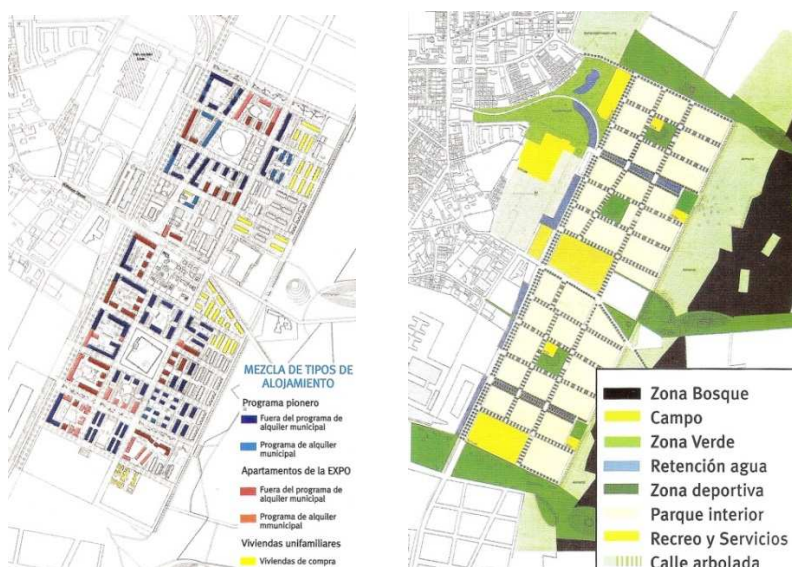 MEZCLA DE TIPOS DE
ALOJAMIENTO
Programa pionero
Fuera del programa de
alquiler municipal
Programa de alquiler
municipal
Apartamentos de la EXPO
Fuera del programa de
alquiler municipal
Programa de alquiler
mmunicipal
Viviendas unifamiliares
Viviendas de compra
Zona Bosque
Campo
Zona Verde
Retención agua
Zona deportiva
Parque interior
Recreo y Servicios
Calle arbolada